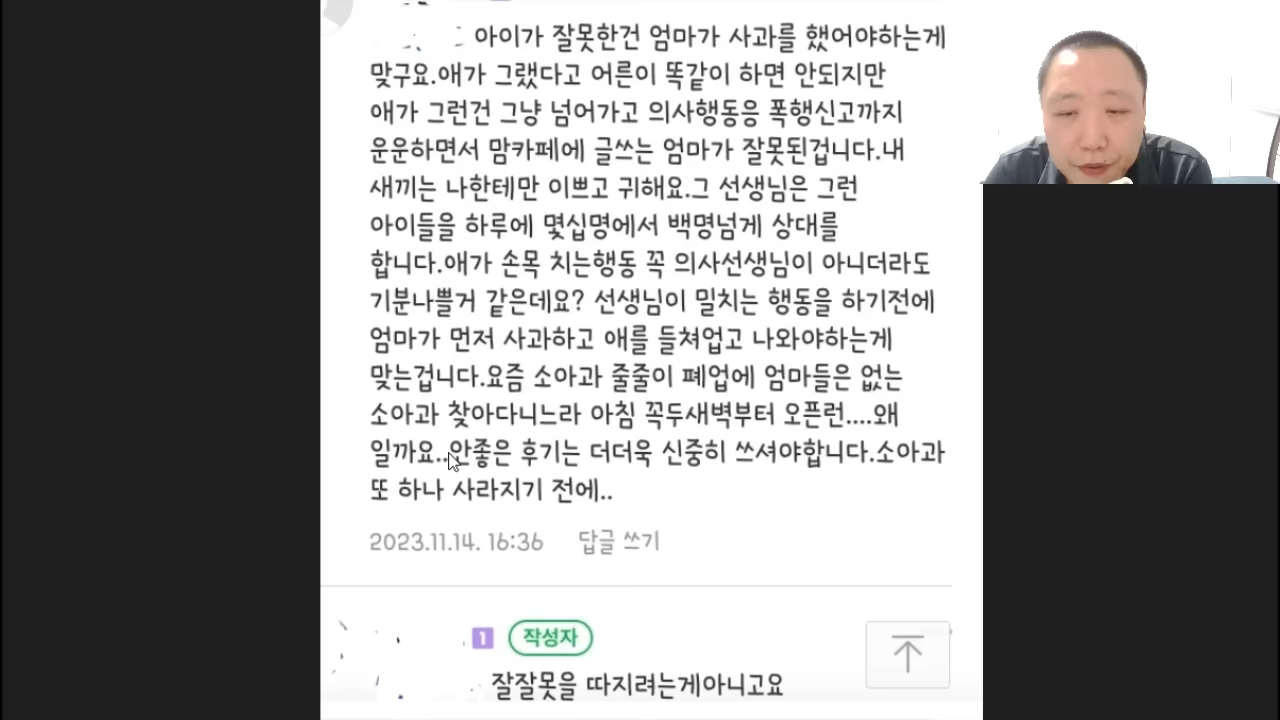 아이가 잘못한건 엄마가 사과를 했어야하는게
맞구요.애가 그랬다고 어른이 똑같이 하면 안되지만
애가 그런건 그냥 넘어가고 의사행동응 폭행신고까지
운운하면서 맘카페에 글쓰는 엄마가 잘못된겁니다.내
새끼는 나한테만 이쁘고 귀해요.그 선생님은 그런
아이들을 하루에 몇십명에서 백명넘게 상대를
합니다.애가 손목 치는행동 꼭 의사선생님이 아니더라도
기분나쁠거 같은데요? 선생님이 밀치는 행동을 하기전에
엄마가 먼저 사과하고 애를 들쳐업고 나와야하는게
맞는겁니다.요즘 소아과 줄줄이 폐업에 엄마들은 없는
소아과 찾아다니느라 아침 꼭두새벽부터 오픈런....왜
일까요..안좋은 후기는 더더욱 신중히 쓰셔야합니다.소아과
또 하나 사라지기 전에..
2023.11.14. 16:36 답글 쓰기
1 작성자
잘잘못을 따지려는게아니고요